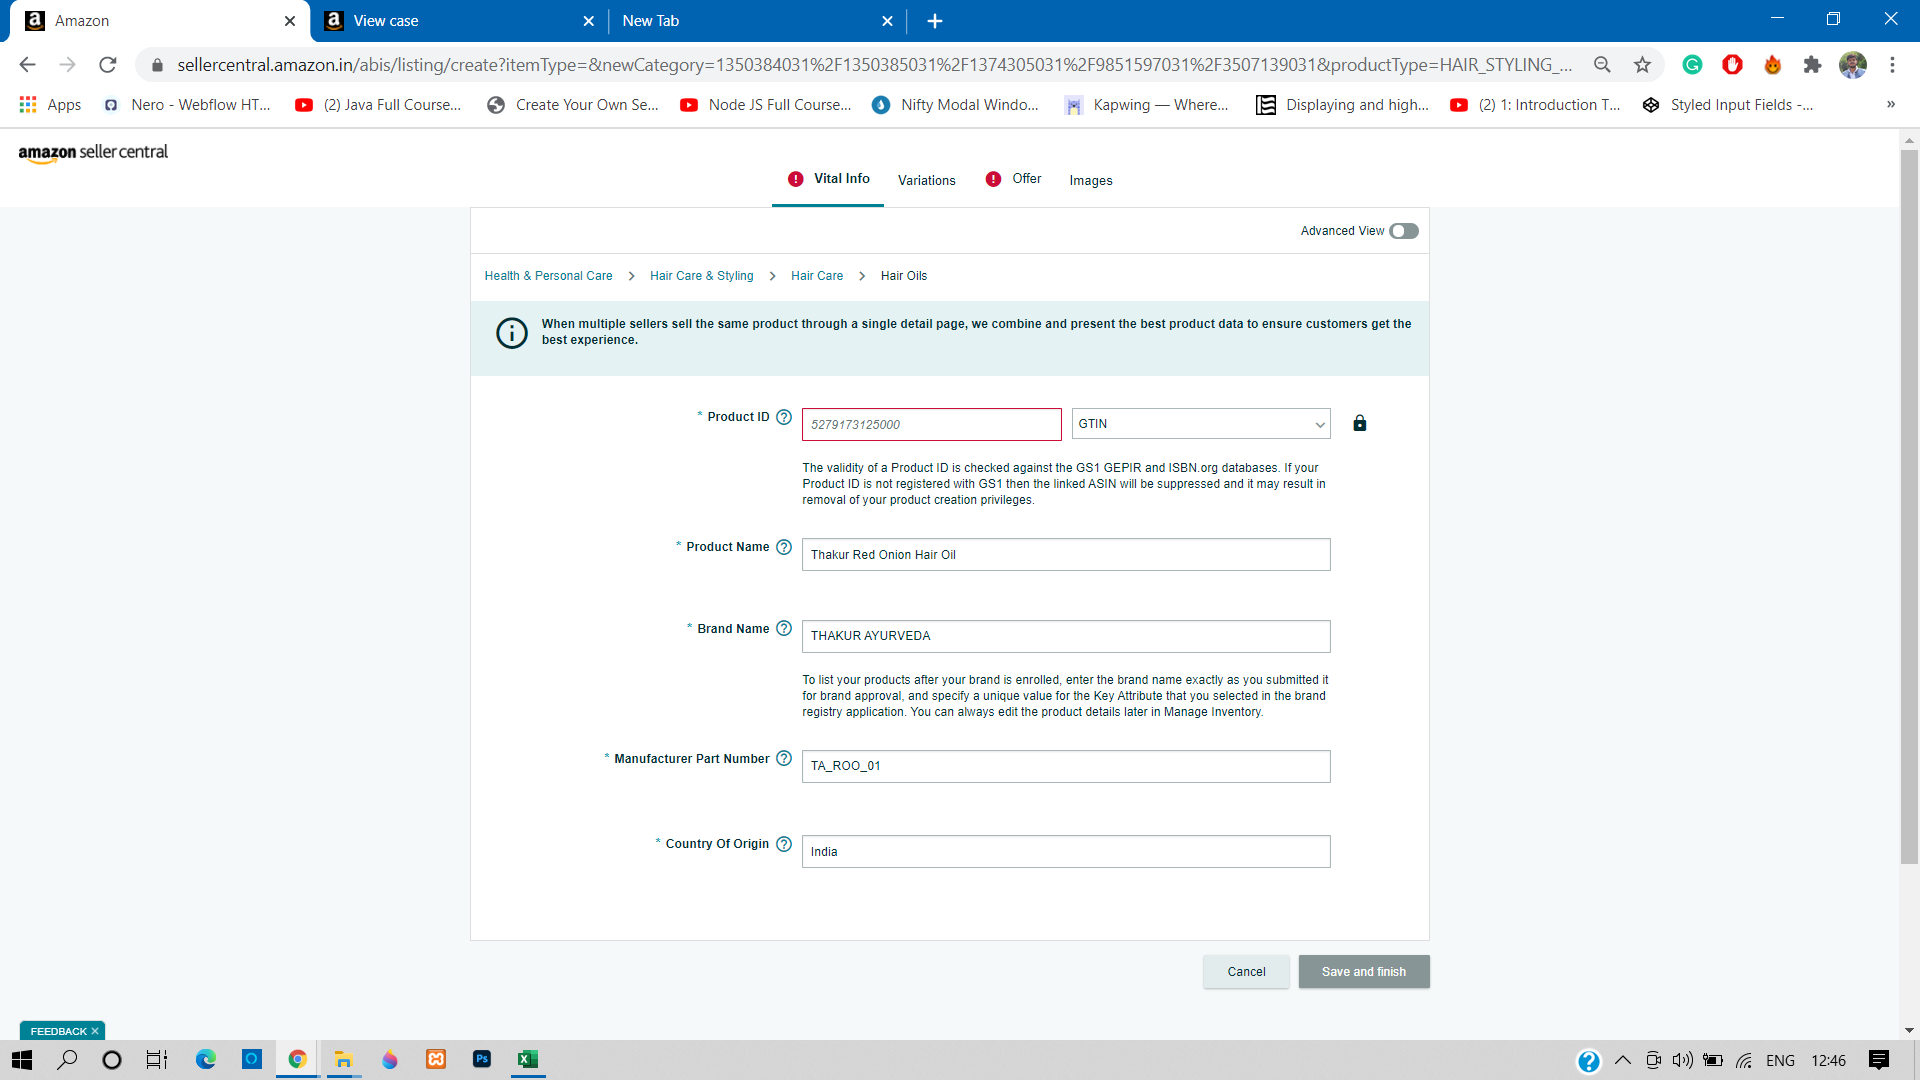 Amazon
View case
New Tab
sellercentral.amazon.in/abis/listing/create?itemType=&newCategory=1350384031%2F1350385031%2F1374305031%2F9851597031%2F3507139031&productType=HAIR_STYLING_...
Apps
Nero - Webflow HT...
(2) Java Full Course...
Create Your Own Se...
Node JS Full Course...
Nifty Modal Windo...
Kapwing — Where...
Displaying and high...
(2) 1: Introduction T...
Styled Input Fields -...
»
amazon seller central
Vital Info
Variations
Offer
Images
Advanced View
Health & Personal Care > Hair Care & Styling > Hair Care > Hair Oils
When multiple sellers sell the same product through a single detail page, we combine and present the best product data to ensure customers get the
best experience.
* Product ID
5279173125000
GTIN
The validity of a Product ID is checked against the GS1 GEPIR and ISBN.org databases. If your
Product ID is not registered with GS1 then the linked ASIN will be suppressed and it may result in
removal of your product creation privileges.
* Product Name
Thakur Red Onion Hair Oil
* Brand Name
THAKUR AYURVEDA
To list your products after your brand is enrolled, enter the brand name exactly as you submitted it
for brand approval, and specify a unique value for the Key Attribute that you selected in the brand
registry application. You can always edit the product details later in Manage Inventory.
* Manufacturer Part Number
TA_ROO_01
* Country Of Origin
India
Cancel
Save and finish
FEEDBACK
Ps
ENG
12:46